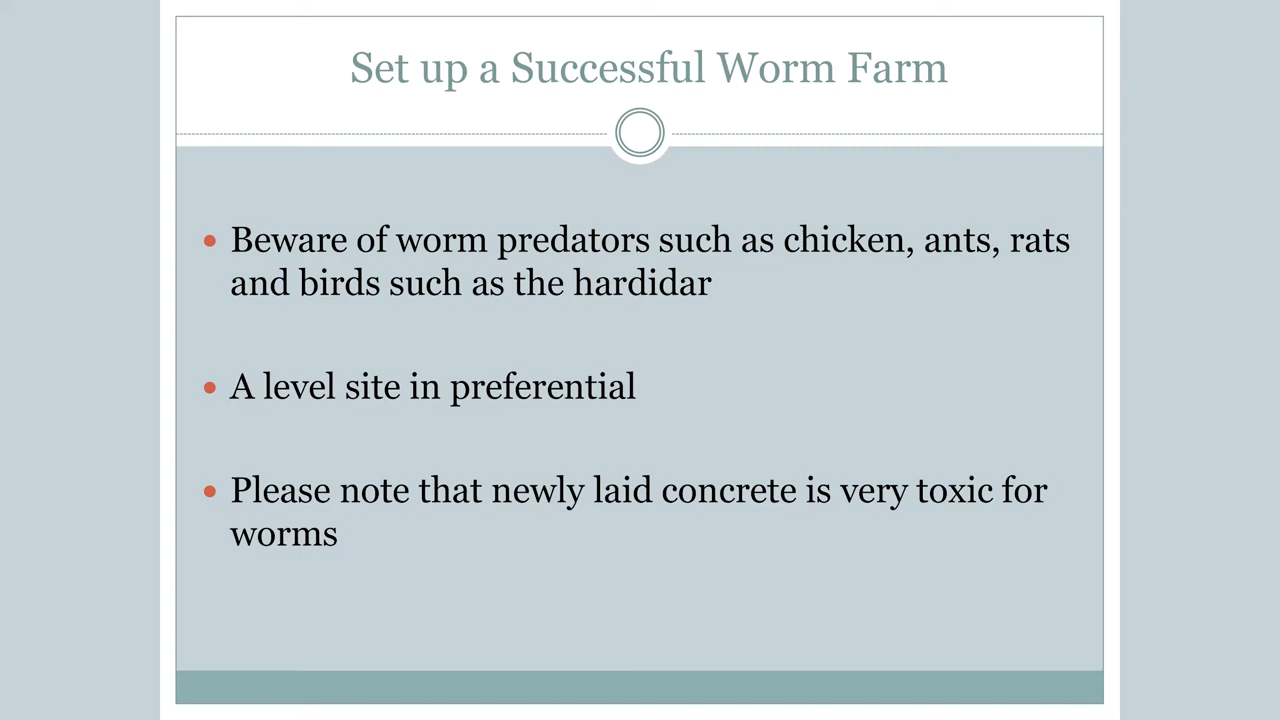 Set up a Successful Worm Farm
• Beware of worm predators such as chicken, ants, rats
and birds such as the hardidar
• A level site in preferential
• Please note that newly laid concrete is very toxic for
worms